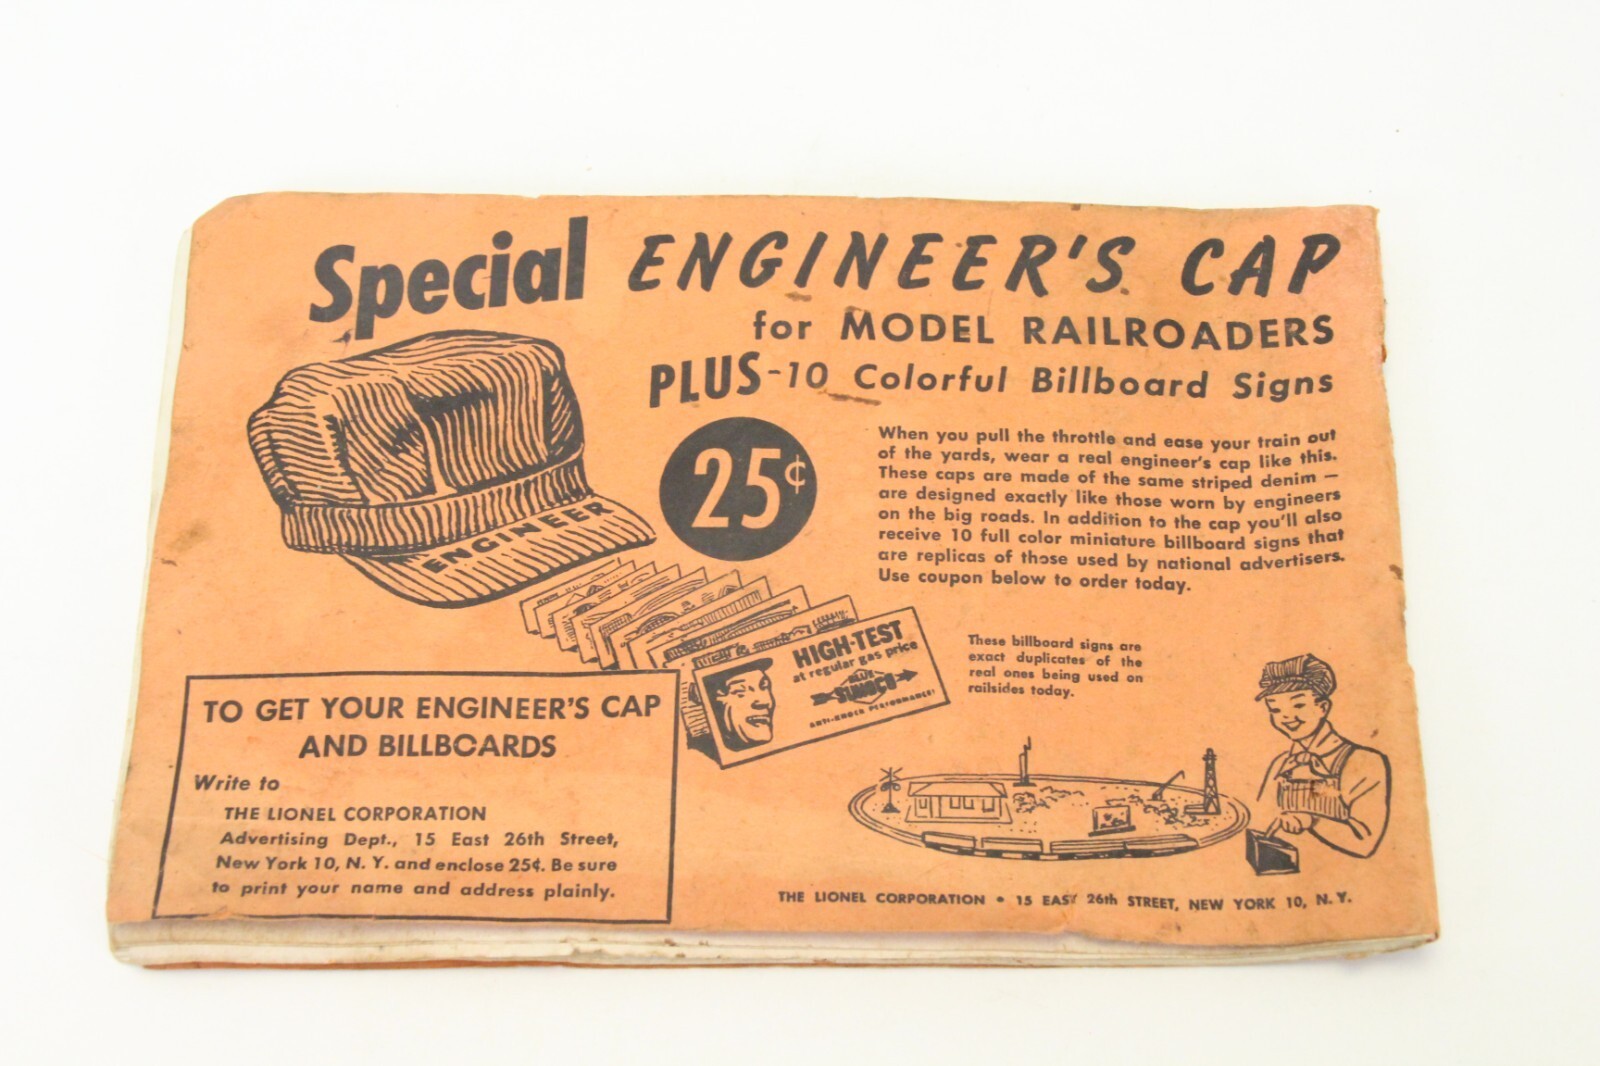 Special ENGINEER'S CAP
for MODEL RAILROADERS
PLUS-10 Colorful Billboard Signs
25¢
When you pull the throttle and ease your train out
of the yards, wear a real engineer's cap like this.
These caps are made of the same striped denim —
are designed exactly like those worn by engineers
on the big roads. In addition to the cap you'll also
receive 10 full color miniature billboard signs that
are replicas of those used by national advertisers.
Use coupon below to order today.
ENGINEER
HIGH-TEST
at regular gas price
BLUE
SUNOCO
ANTI-KNOCK PERFORMANCE!
These billboard signs are
exact duplicates of the
real ones being used on
railsides today.
TO GET YOUR ENGINEER'S CAP
AND BILLBOARDS
Write to
THE LIONEL CORPORATION
Advertising Dept., 15 East 26th Street,
New York 10, N. Y. and enclose 25¢. Be sure
to print your name and address plainly.
THE LIONEL CORPORATION • 15 EAST 26th STREET, NEW YORK 10, N. Y.